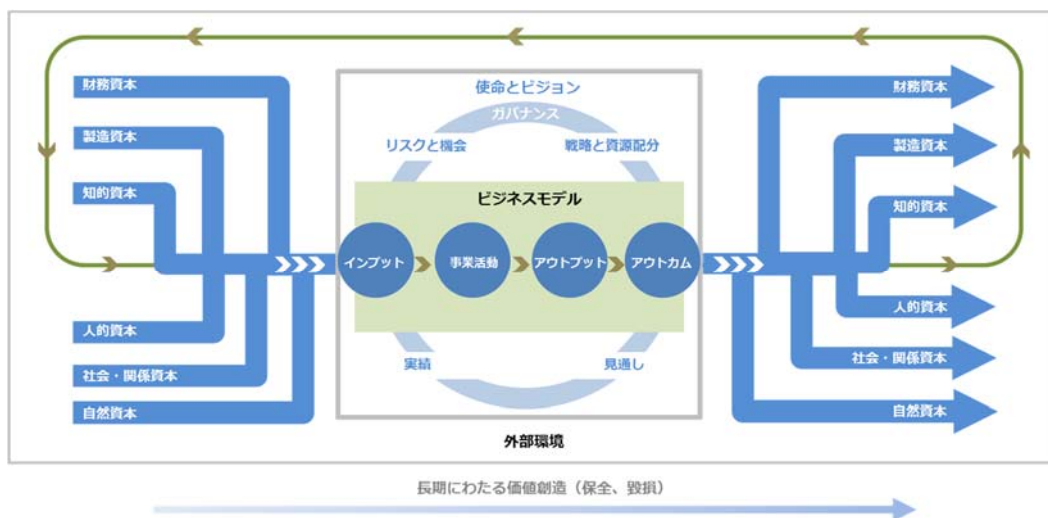 財務資本
製造資本
知的資本
人的資本
社会・関係資本
自然資本
使命とビジョン
ガバナンス
リスクと機会
戦略と資源配分
ビジネスモデル
インプット
事業活動
アウトプット
アウトカム
実績
見通し
外部環境
財務資本
製造資本
知的資本
人的資本
社会・関係資本
自然資本
長期にわたる価値創造（保全、毀損）